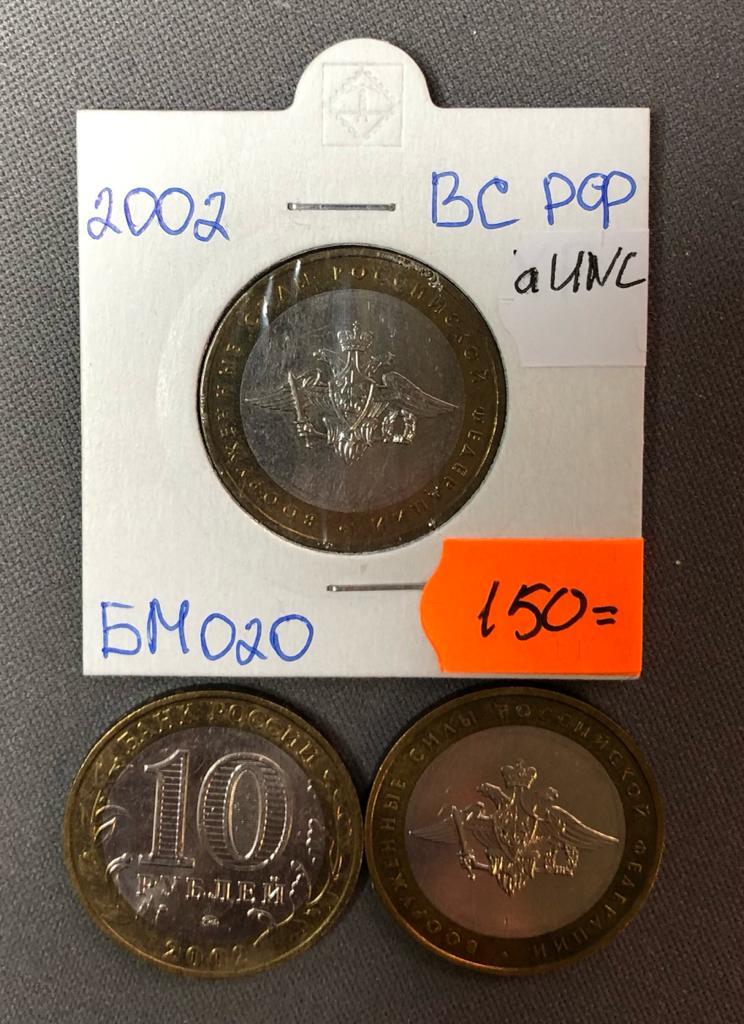 2002
ВС РФ
aUNC
ВООРУЖЕННЫЕ СИЛЫ РОССИЙСКОЙ ФЕДЕРАЦИИ
БМ020
150=
БАНК РОССИИ
10
РУБЛЕЙ
2002
ВООРУЖЕННЫЕ СИЛЫ РОССИЙСКОЙ ФЕДЕРАЦИИ